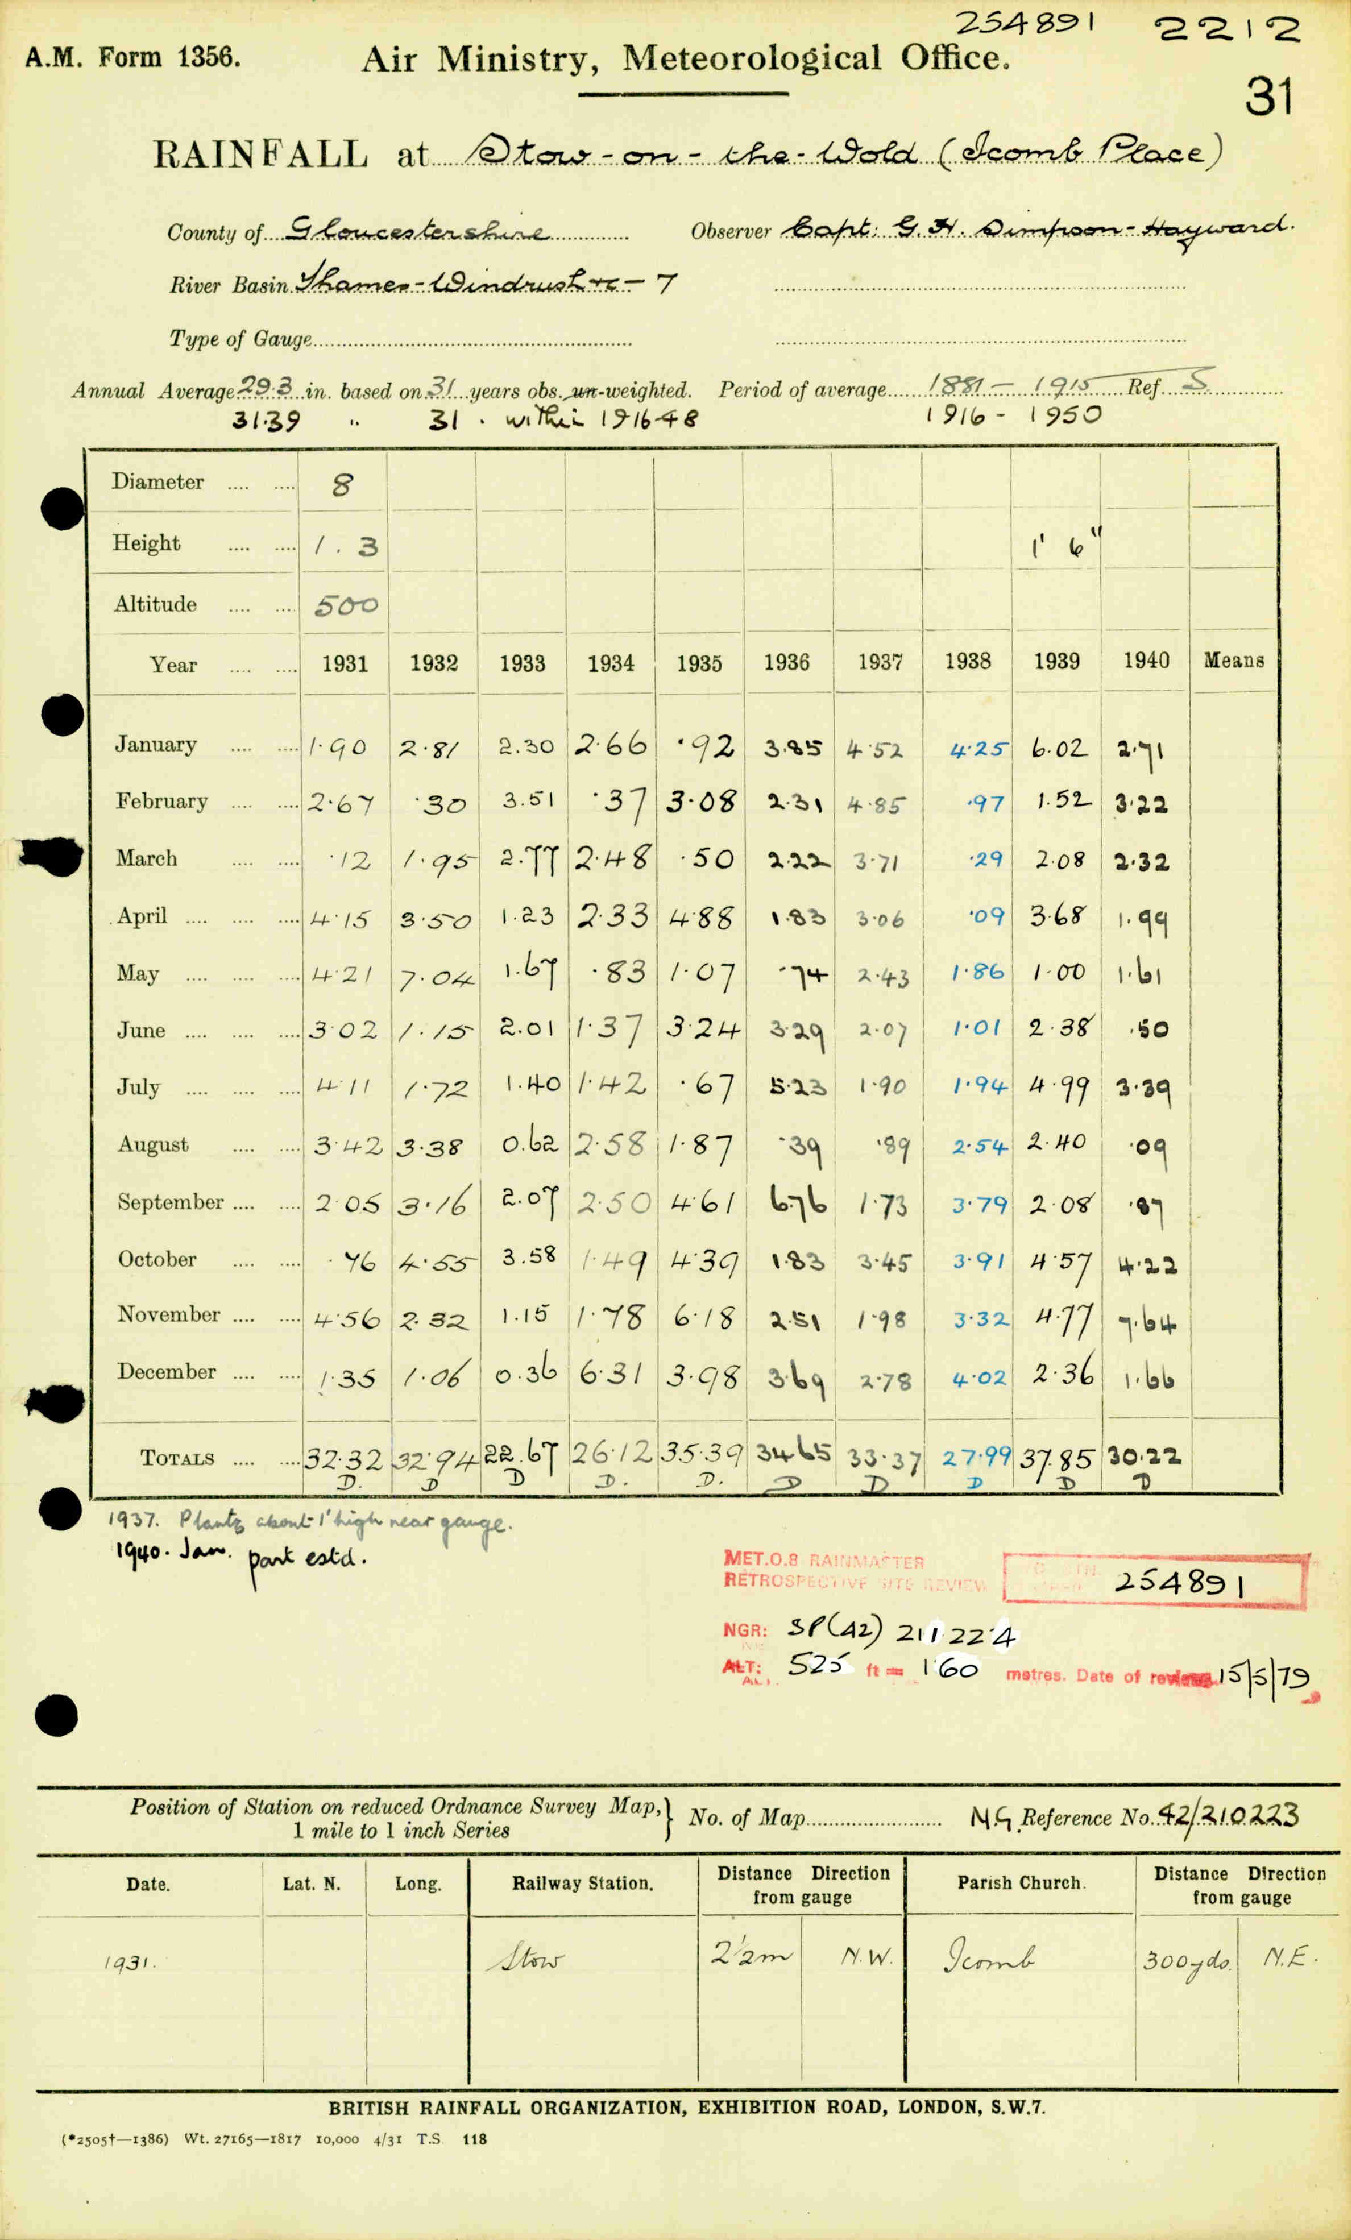 254891 2212
A.M. Form 1356. Air Ministry, Meteorological Office.
31
RAINFALL at Stow-on-the-Wold (Icomb Place)
County of Gloucestershire Observer Capt: G. H. Simpson-Hayward.
River Basin Thames-Windrush &c - 7
Type of Gauge
Annual Average 29.3 in. based on 31 years obs. un-weighted. Period of average 1881 - 1915 Ref S.
31.39 " 31 . within 1916-48 1916 - 1950
Diameter .... .... 8
Height .... .... 1 . 3 1' 6"
Altitude .... .... 500
Year .... .... 1931 1932 1933 1934 1935 1936 1937 1938 1939 1940 Means
January .... .... 1.90 2.81 2.30 2.66 .92 3.85 4.52 4.25 6.02 2.71
February .... .... 2.67 .30 3.51 .37 3.08 2.31 4.85 .97 1.52 3.22
March .... .... .12 1.95 2.77 2.48 .50 2.22 3.71 .29 2.08 2.32
April .... .... .... 4.15 3.50 1.23 2.33 4.88 1.83 3.06 .09 3.68 1.99
May .... .... .... 4.21 7.04 1.67 .83 1.07 .74 2.43 1.86 1.00 1.61
June .... .... .... 3.02 1.15 2.01 1.37 3.24 3.29 2.07 1.01 2.38 .50
July .... .... .... 4.11 1.72 1.40 1.42 .67 5.23 1.90 1.94 4.99 3.39
August .... .... 3.42 3.38 0.62 2.58 1.87 .39 .89 2.54 2.40 .09
September .... .... 2.05 3.16 2.07 2.50 4.61 6.76 1.73 3.79 2.08 .87
October .... .... .76 4.55 3.58 1.49 4.39 1.83 3.45 3.91 4.57 4.22
November .... .... 4.56 2.32 1.15 1.78 6.18 2.51 1.98 3.32 4.77 7.64
December .... .... 1.35 1.06 0.36 6.31 3.98 3.69 2.78 4.02 2.36 1.66
TOTALS .... .... 32.32 32.94 22.67 26.12 35.39 34.65 33.37 27.99 37.85 30.22
D. D D D. D. D D D D D
1937. Plants about 1' high near gauge.
1940. Jan. part estd.
MET.O.8 RAINMASTER
RETROSPECTIVE SITE REVIEW 254891
NGR: SP(42) 211 224
ALT: 525 ft = 160 metres. Date of review 15/5/79
Position of Station on reduced Ordnance Survey Map,
1 mile to 1 inch Series } No. of Map NG Reference No. 42/210223
Date. Lat. N. Long. Railway Station. Distance Direction from gauge Parish Church. Distance Direction from gauge
1931. Stow 2½m N.W. Icomb 300yds. N.E.
BRITISH RAINFALL ORGANIZATION, EXHIBITION ROAD, LONDON, S.W.7.
(*2505†—1386) Wt. 27165—1817 10,000 4/31 T.S. 118